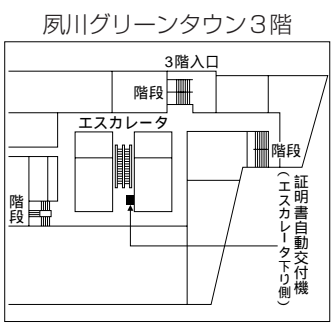 夙川グリーンタウン3階
3階入口
階段
エスカレータ
階段
階段
証明書自動交付機
(エスカレータ下り側)